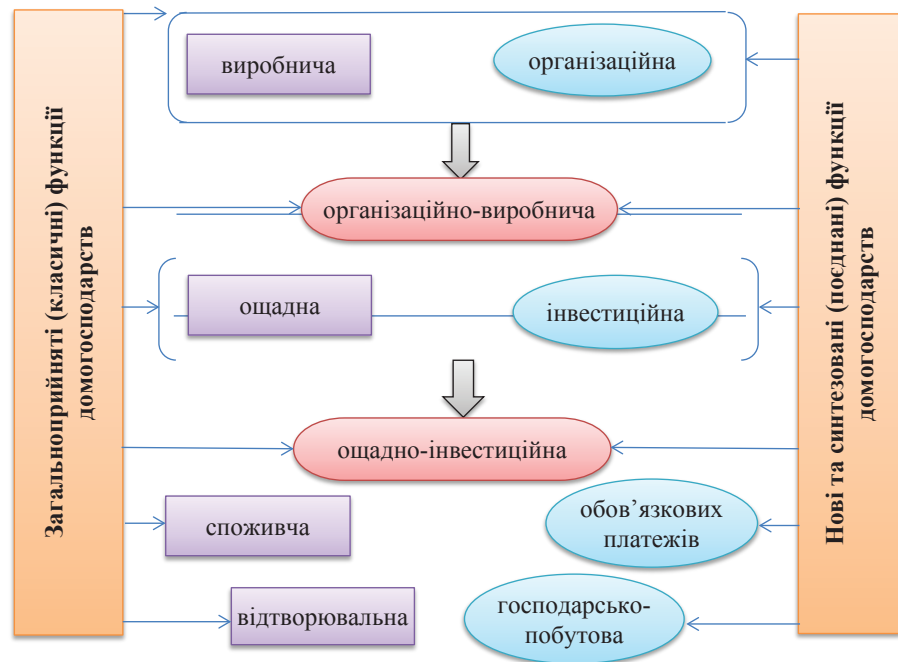 Загальноприйняті (класичні) функції
домогосподарств
виробнича
організаційна
організаційно-виробнича
ощадна
інвестиційна
ощадно-інвестиційна
споживча
обов’язкових
платежів
відтворювальна
господарсько-
побутова
Нові та синтезовані (поєднані) функції
домогосподарств